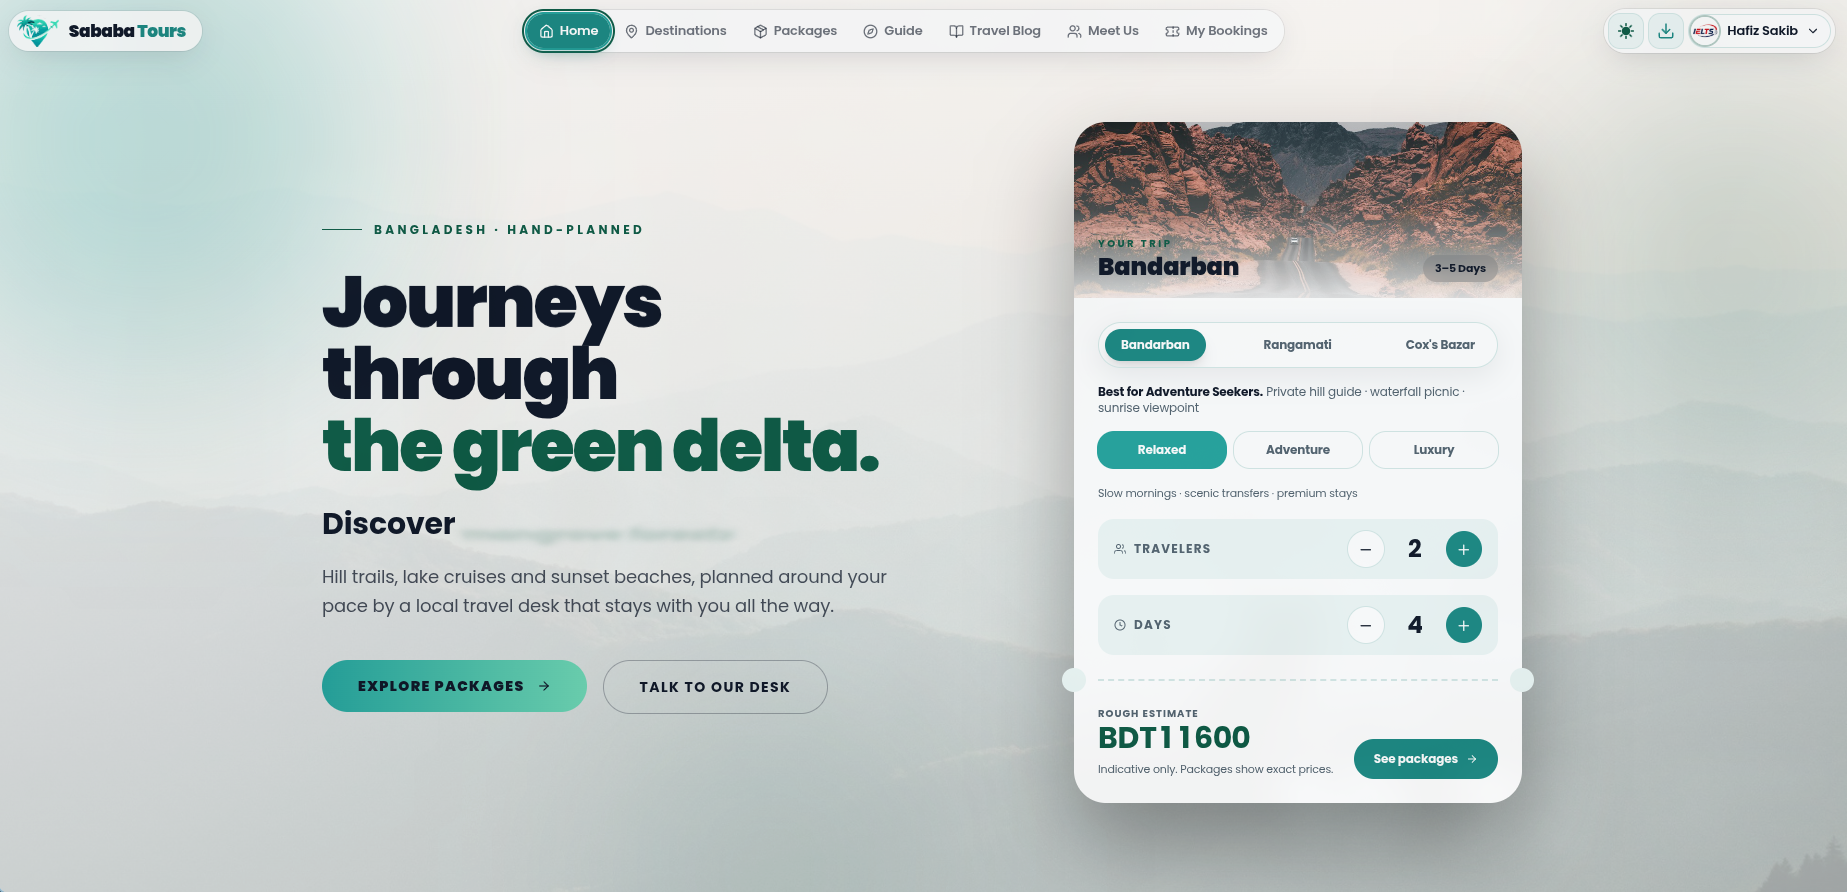 Sababa Tours
Home
Destinations
Packages
Guide
Travel Blog
Meet Us
My Bookings
IELTS
Hafiz Sakib
BANGLADESH · HAND-PLANNED
Journeys
through
the green delta.
Discover
Hill trails, lake cruises and sunset beaches, planned around your
pace by a local travel desk that stays with you all the way.
EXPLORE PACKAGES →
TALK TO OUR DESK
YOUR TRIP
Bandarban
3–5 Days
Bandarban
Rangamati
Cox's Bazar
Best for Adventure Seekers. Private hill guide · waterfall picnic ·
sunrise viewpoint
Relaxed
Adventure
Luxury
Slow mornings · scenic transfers · premium stays
TRAVELERS
− 2 +
DAYS
− 4 +
ROUGH ESTIMATE
BDT 11600
Indicative only. Packages show exact prices.
See packages →